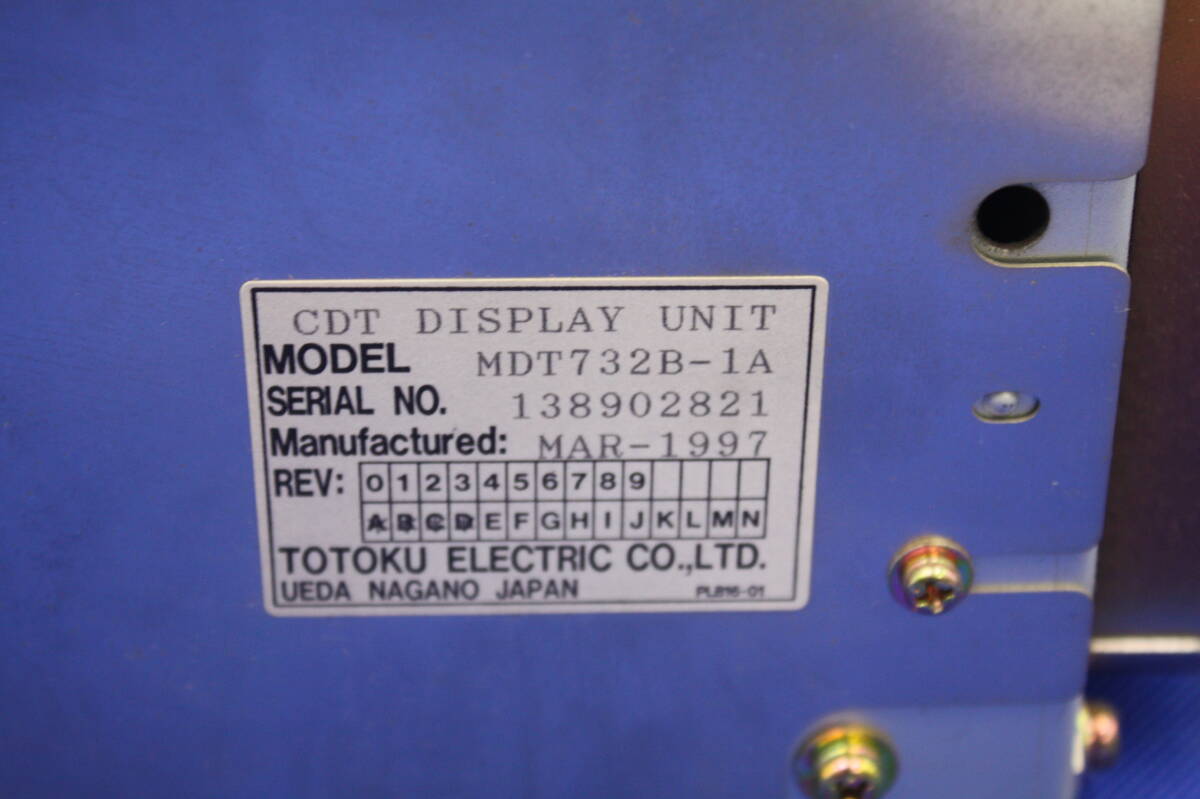 CDT DISPLAY UNIT
MODEL MDT732B-1A
SERIAL NO. 138902821
Manufactured: MAR-1997
REV: 0 1 2 3 4 5 6 7 8 9
A B C D E F G H I J K L M N
TOTOKU ELECTRIC CO.,LTD.
UEDA NAGANO JAPAN PL816-01